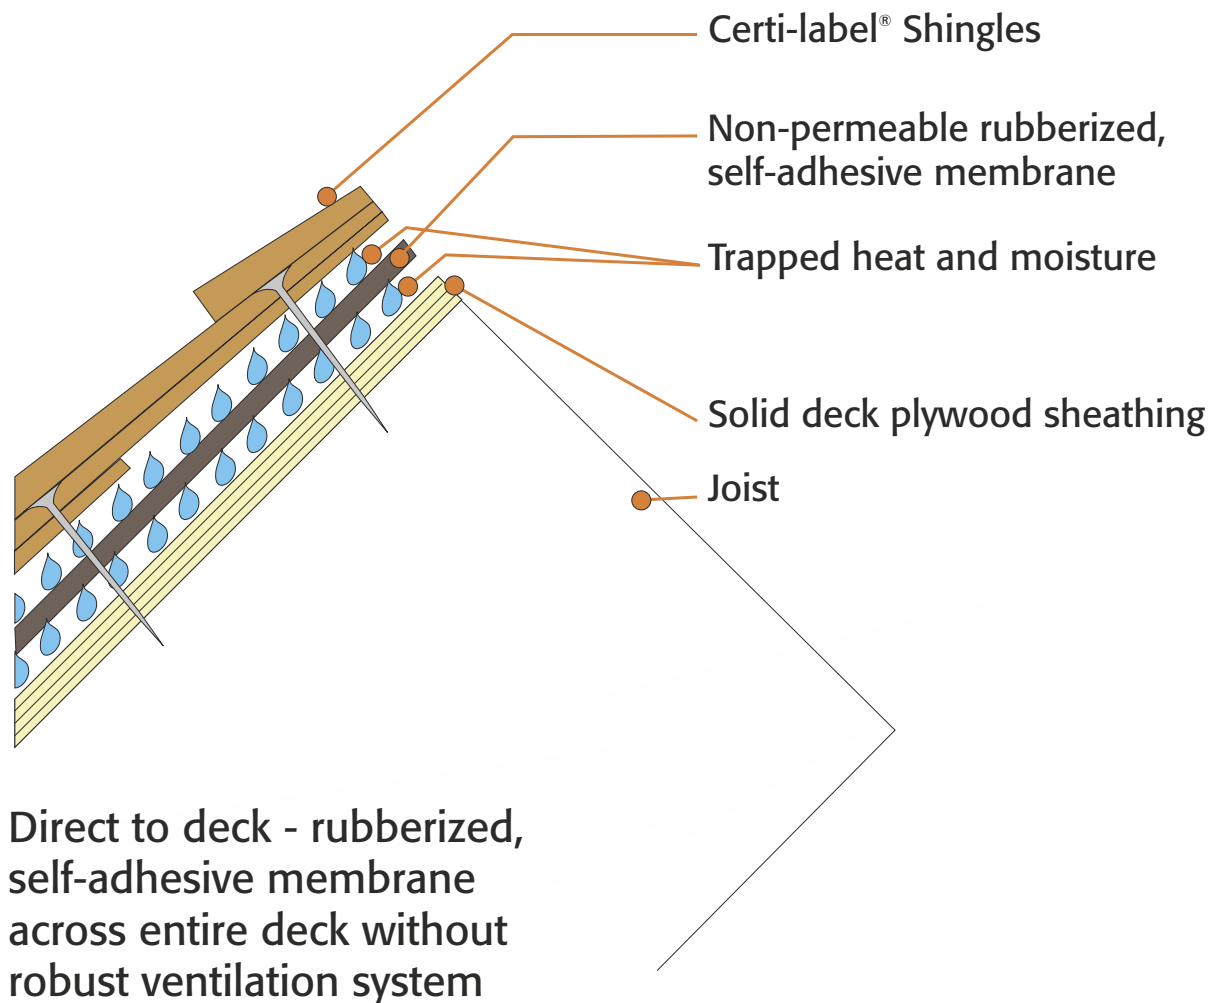 Certi-label® Shingles
Non-permeable rubberized,
self-adhesive membrane
Trapped heat and moisture
Solid deck plywood sheathing
Joist
Direct to deck - rubberized,
self-adhesive membrane
across entire deck without
robust ventilation system